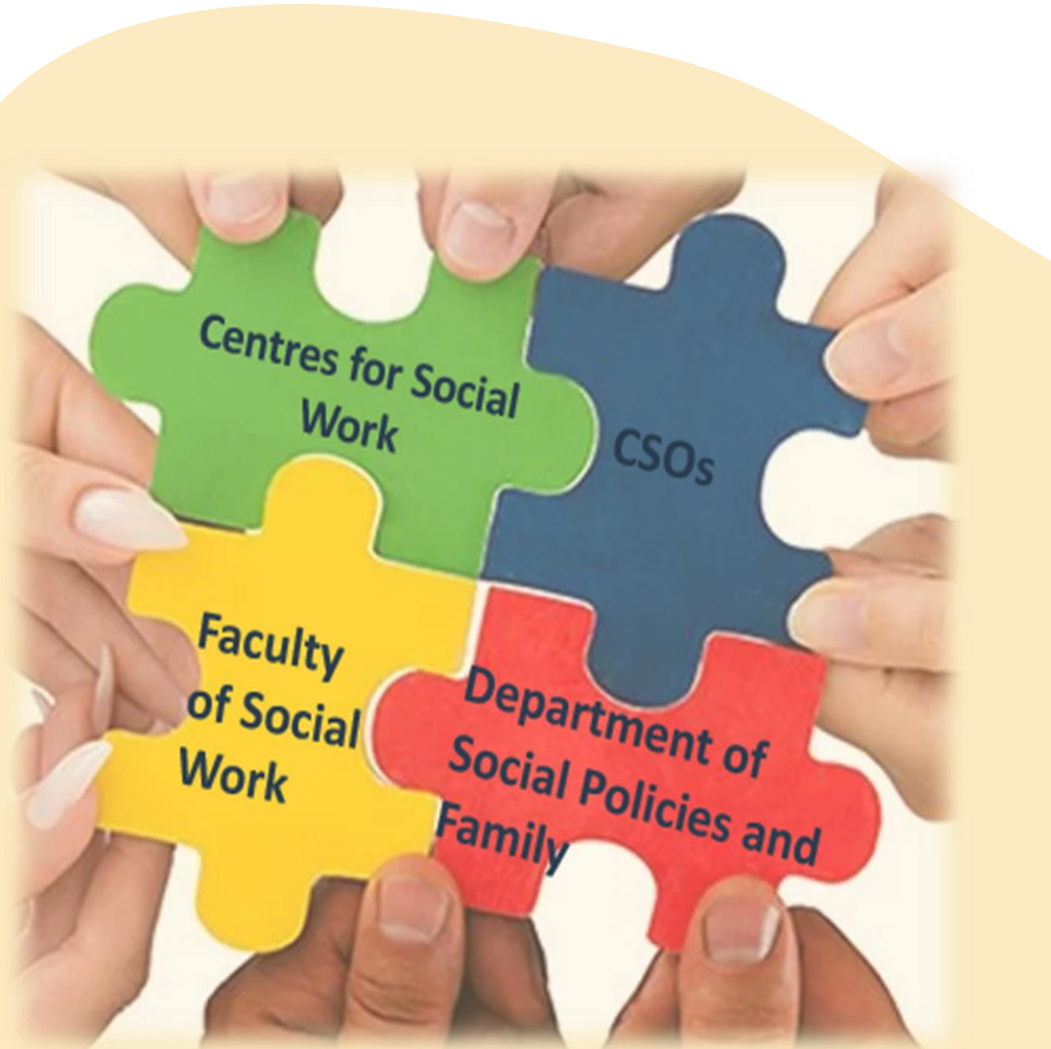 Centres for Social
Work
CSOs
Faculty
of Social
Work
Department of
Social Policies and
Family